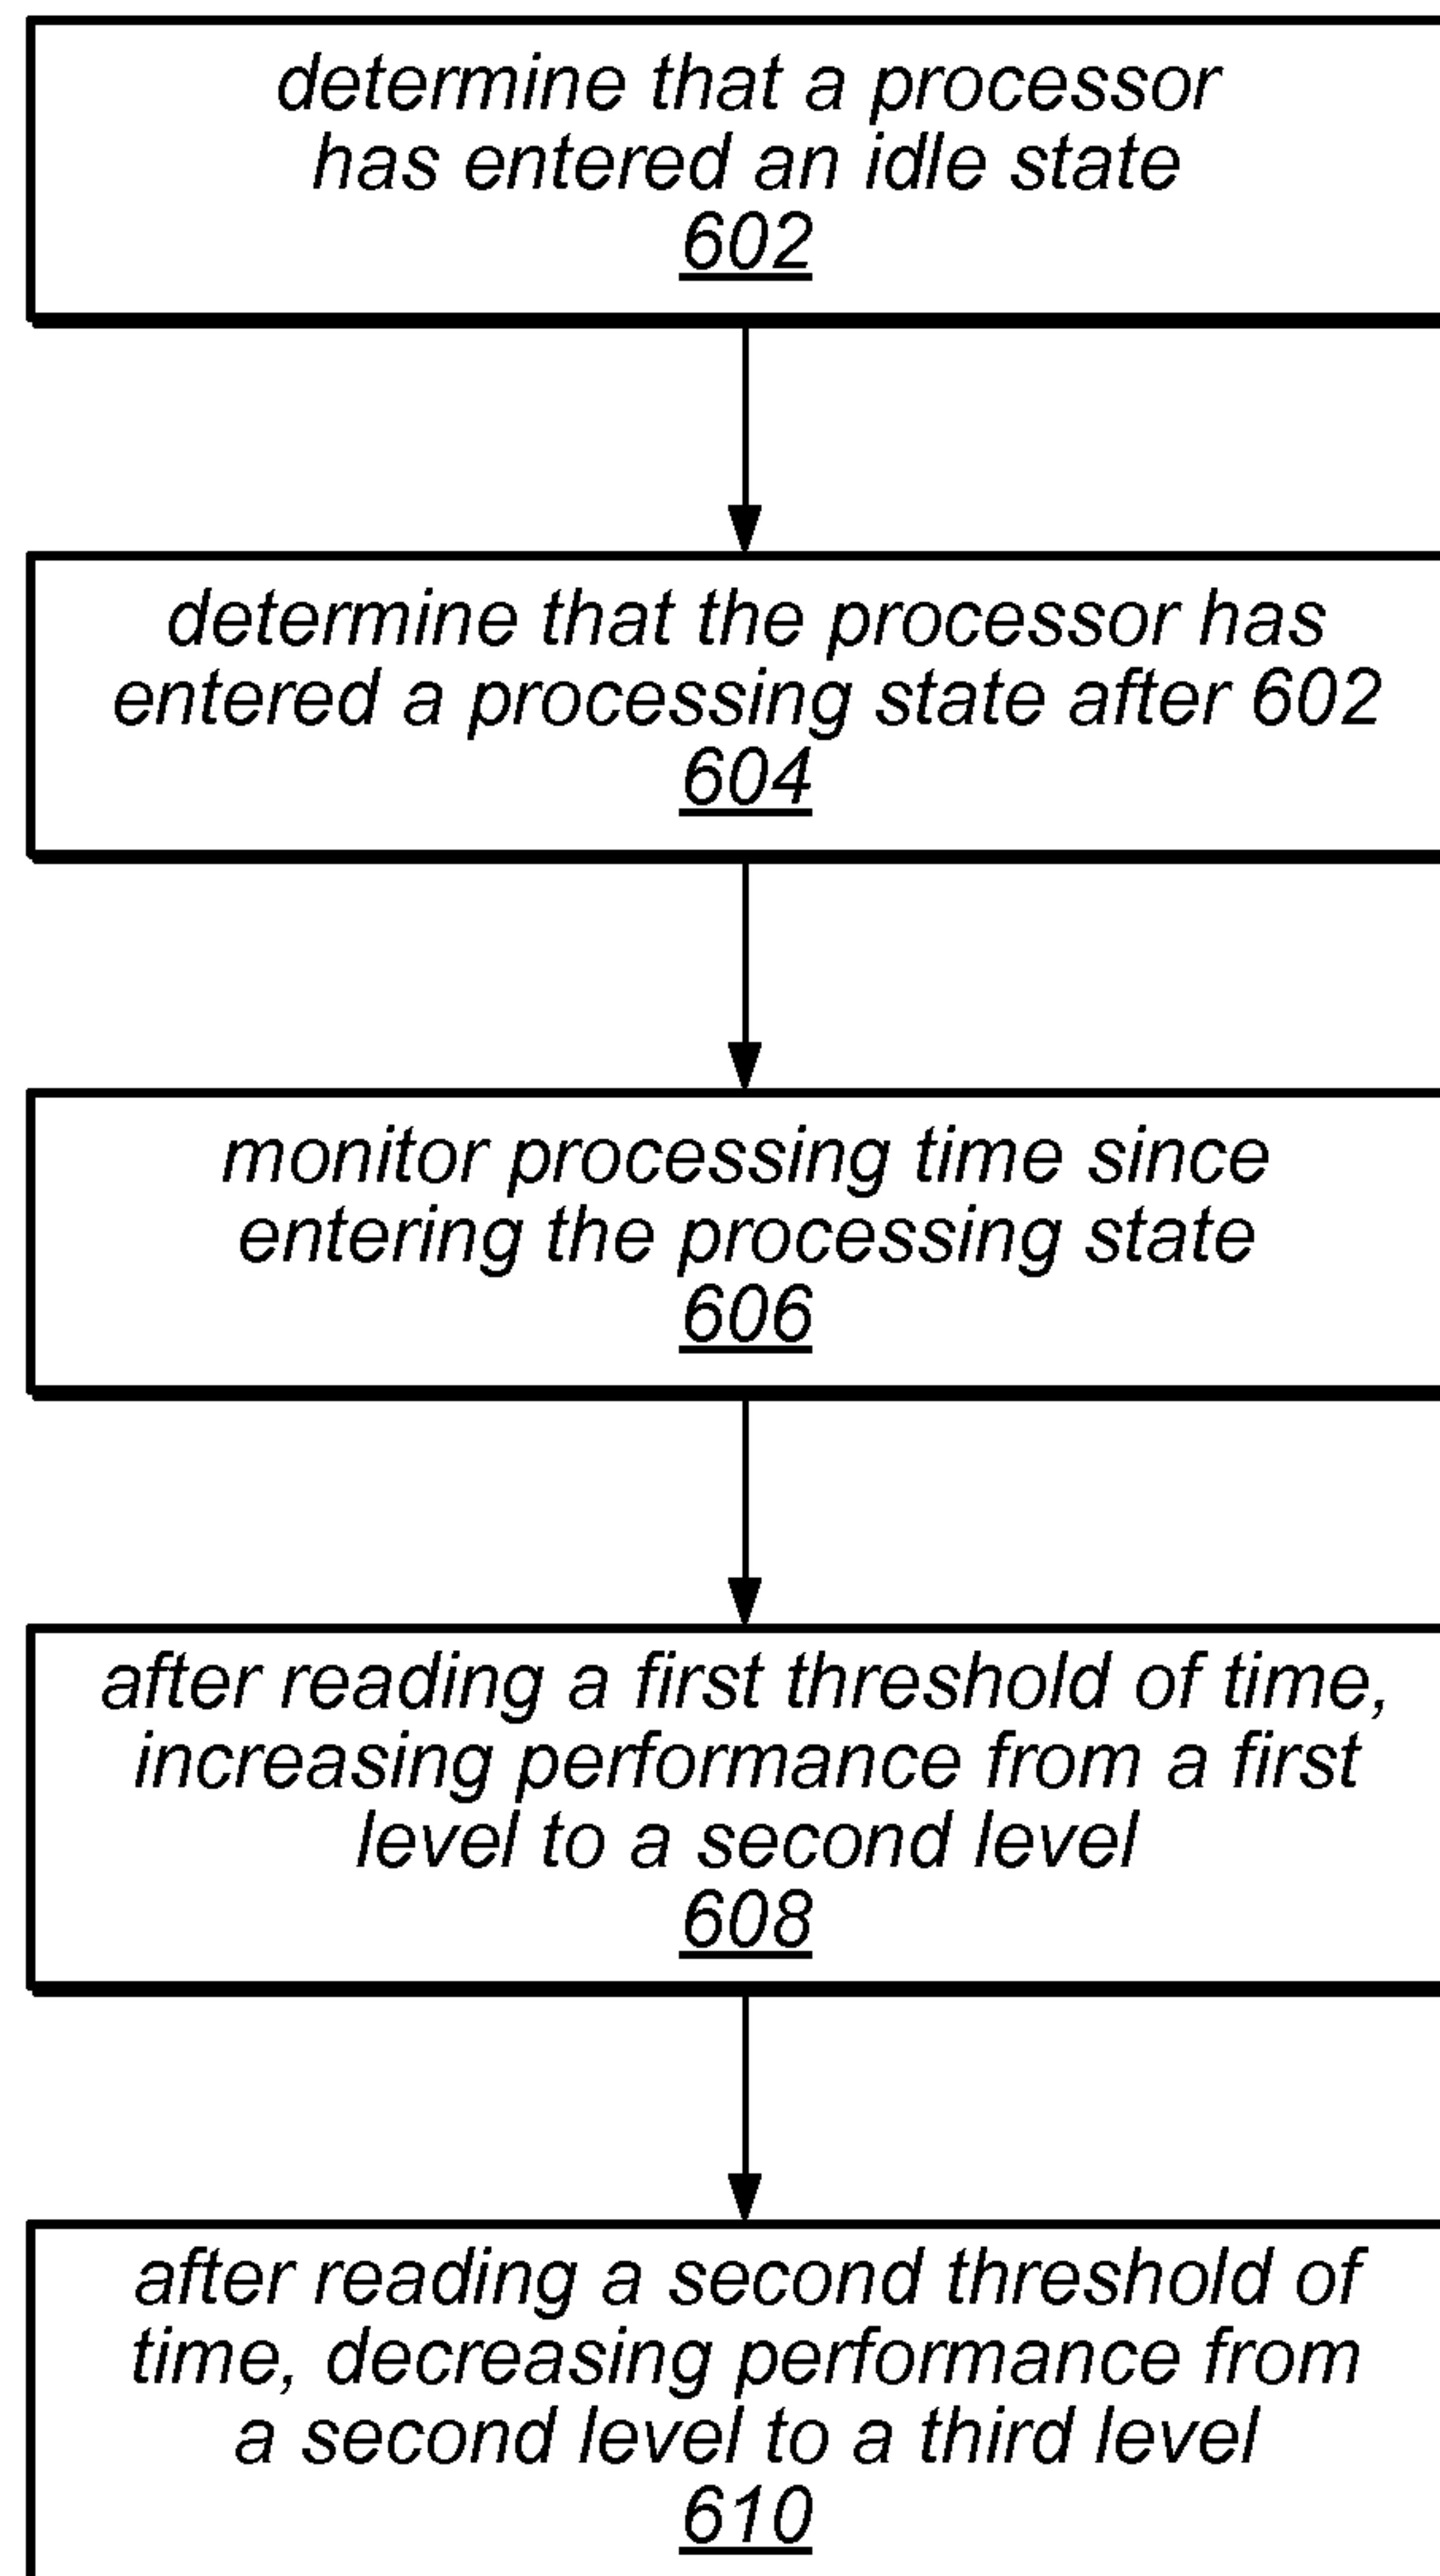 determine that a processor
has entered an idle state
602
determine that the processor has
entered a processing state after 602
604
monitor processing time since
entering the processing state
606
after reading a first threshold of time,
increasing performance from a first
level to a second level
608
after reading a second threshold of
time, decreasing performance from
a second level to a third level
610